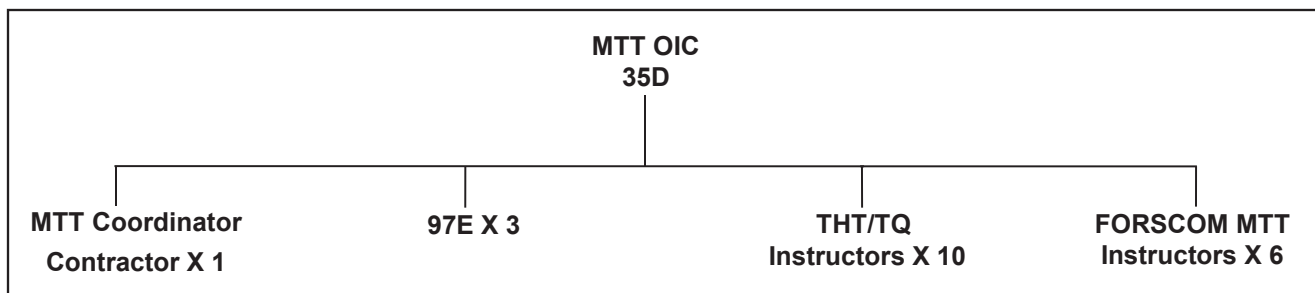 MTT OIC
35D
MTT Coordinator
Contractor X 1
97E X 3
THT/TQ
Instructors X 10
FORSCOM MTT
Instructors X 6